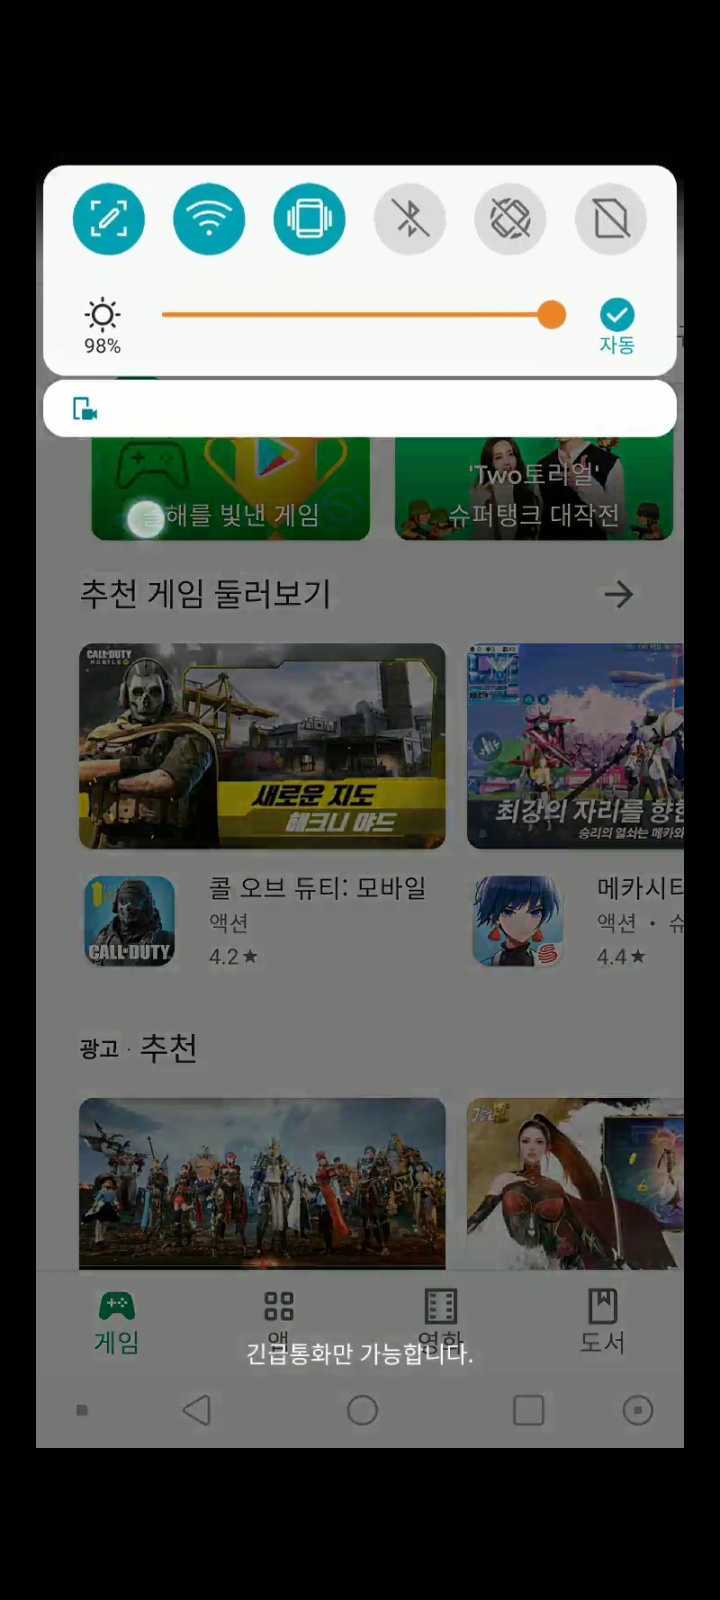 98%
자동
'Two토리얼'
올해를 빛낸 게임
슈퍼탱크 대작전
추천 게임 둘러보기
CALL·DUTY
MOBILE
새로운 지도
해크니 야드
최강의 자리를 향한
승리의 열쇠는 메카와
CALL·DUTY
콜 오브 듀티: 모바일
액션
4.2★
메카시티
액션 · 슈
4.4★
광고 · 추천
게임
앱
영화
도서
긴급통화만 가능합니다.